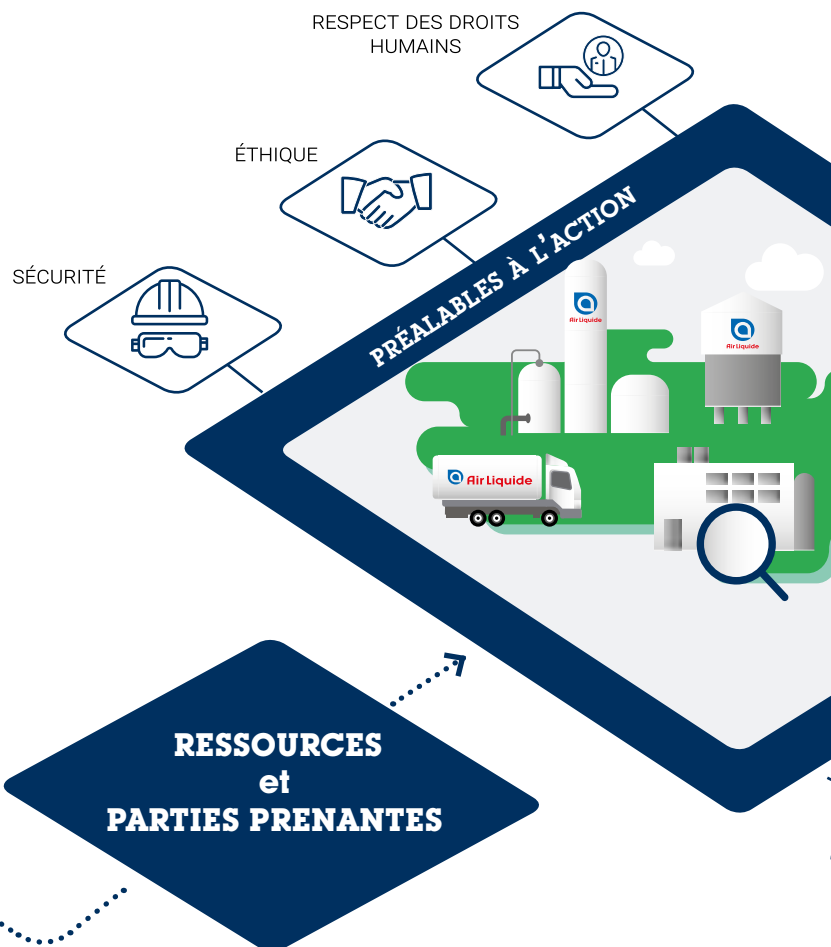 RESPECT DES DROITS
HUMAINS
ÉTHIQUE
SÉCURITÉ
PRÉALABLES À L'ACTION
Air Liquide
Air Liquide
Air Liquide
RESSOURCES
et
PARTIES PRENANTES